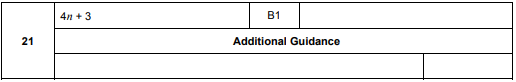 4n + 3 B1
21
Additional Guidance